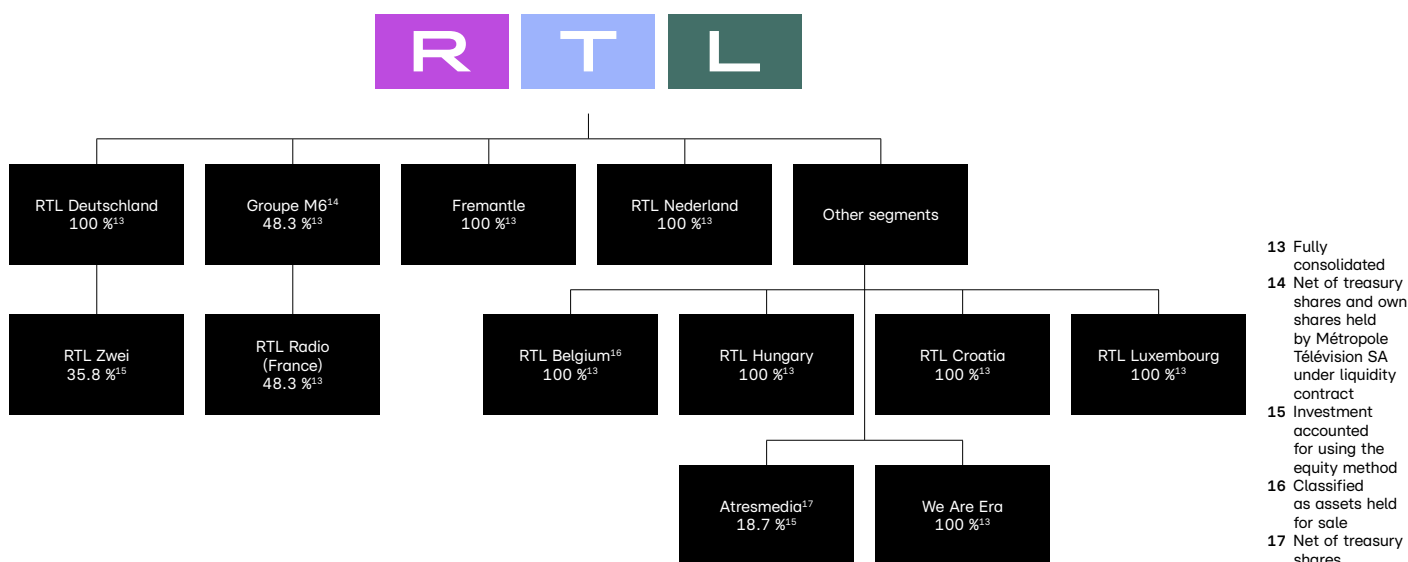 R T L
RTL Deutschland
100 %¹³
Groupe M6¹⁴
48.3 %¹³
Fremantle
100 %¹³
RTL Nederland
100 %¹³
Other segments
RTL Zwei
35.8 %¹⁵
RTL Radio
(France)
48.3 %¹³
RTL Belgium¹⁶
100 %¹³
RTL Hungary
100 %¹³
RTL Croatia
100 %¹³
RTL Luxembourg
100 %¹³
Atresmedia¹⁷
18.7 %¹⁵
We Are Era
100 %¹³
13 Fully
consolidated
14 Net of treasury
shares and own
shares held
by Métropole
Télévision SA
under liquidity
contract
15 Investment
accounted
for using the
equity method
16 Classified
as assets held
for sale
17 Net of treasury
shares